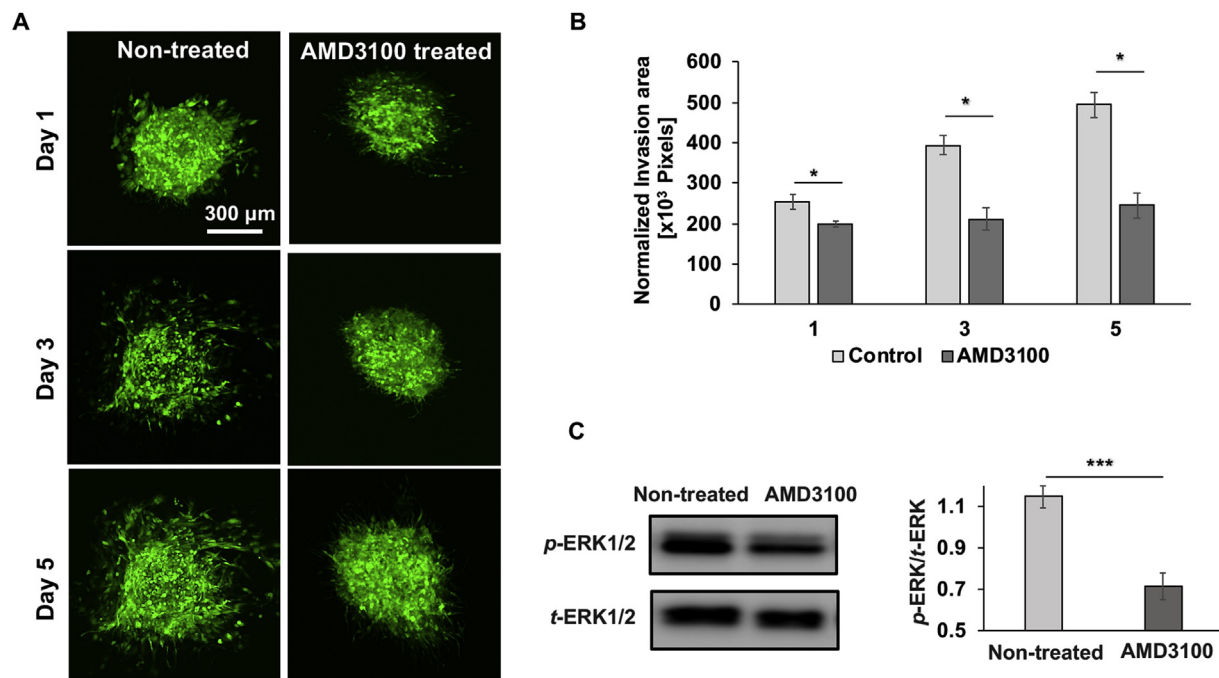 A
Non-treated
AMD3100 treated
Day 1
300 µm
Day 3
Day 5
B
Normalized Invasion area
[x10³ Pixels]
600
500
400
300
200
100
0
*
*
*
1
3
5
Control
AMD3100
C
Non-treated
AMD3100
p-ERK1/2
t-ERK1/2
p-ERK/t-ERK
1.1
0.9
0.7
0.5
***
Non-treated
AMD3100